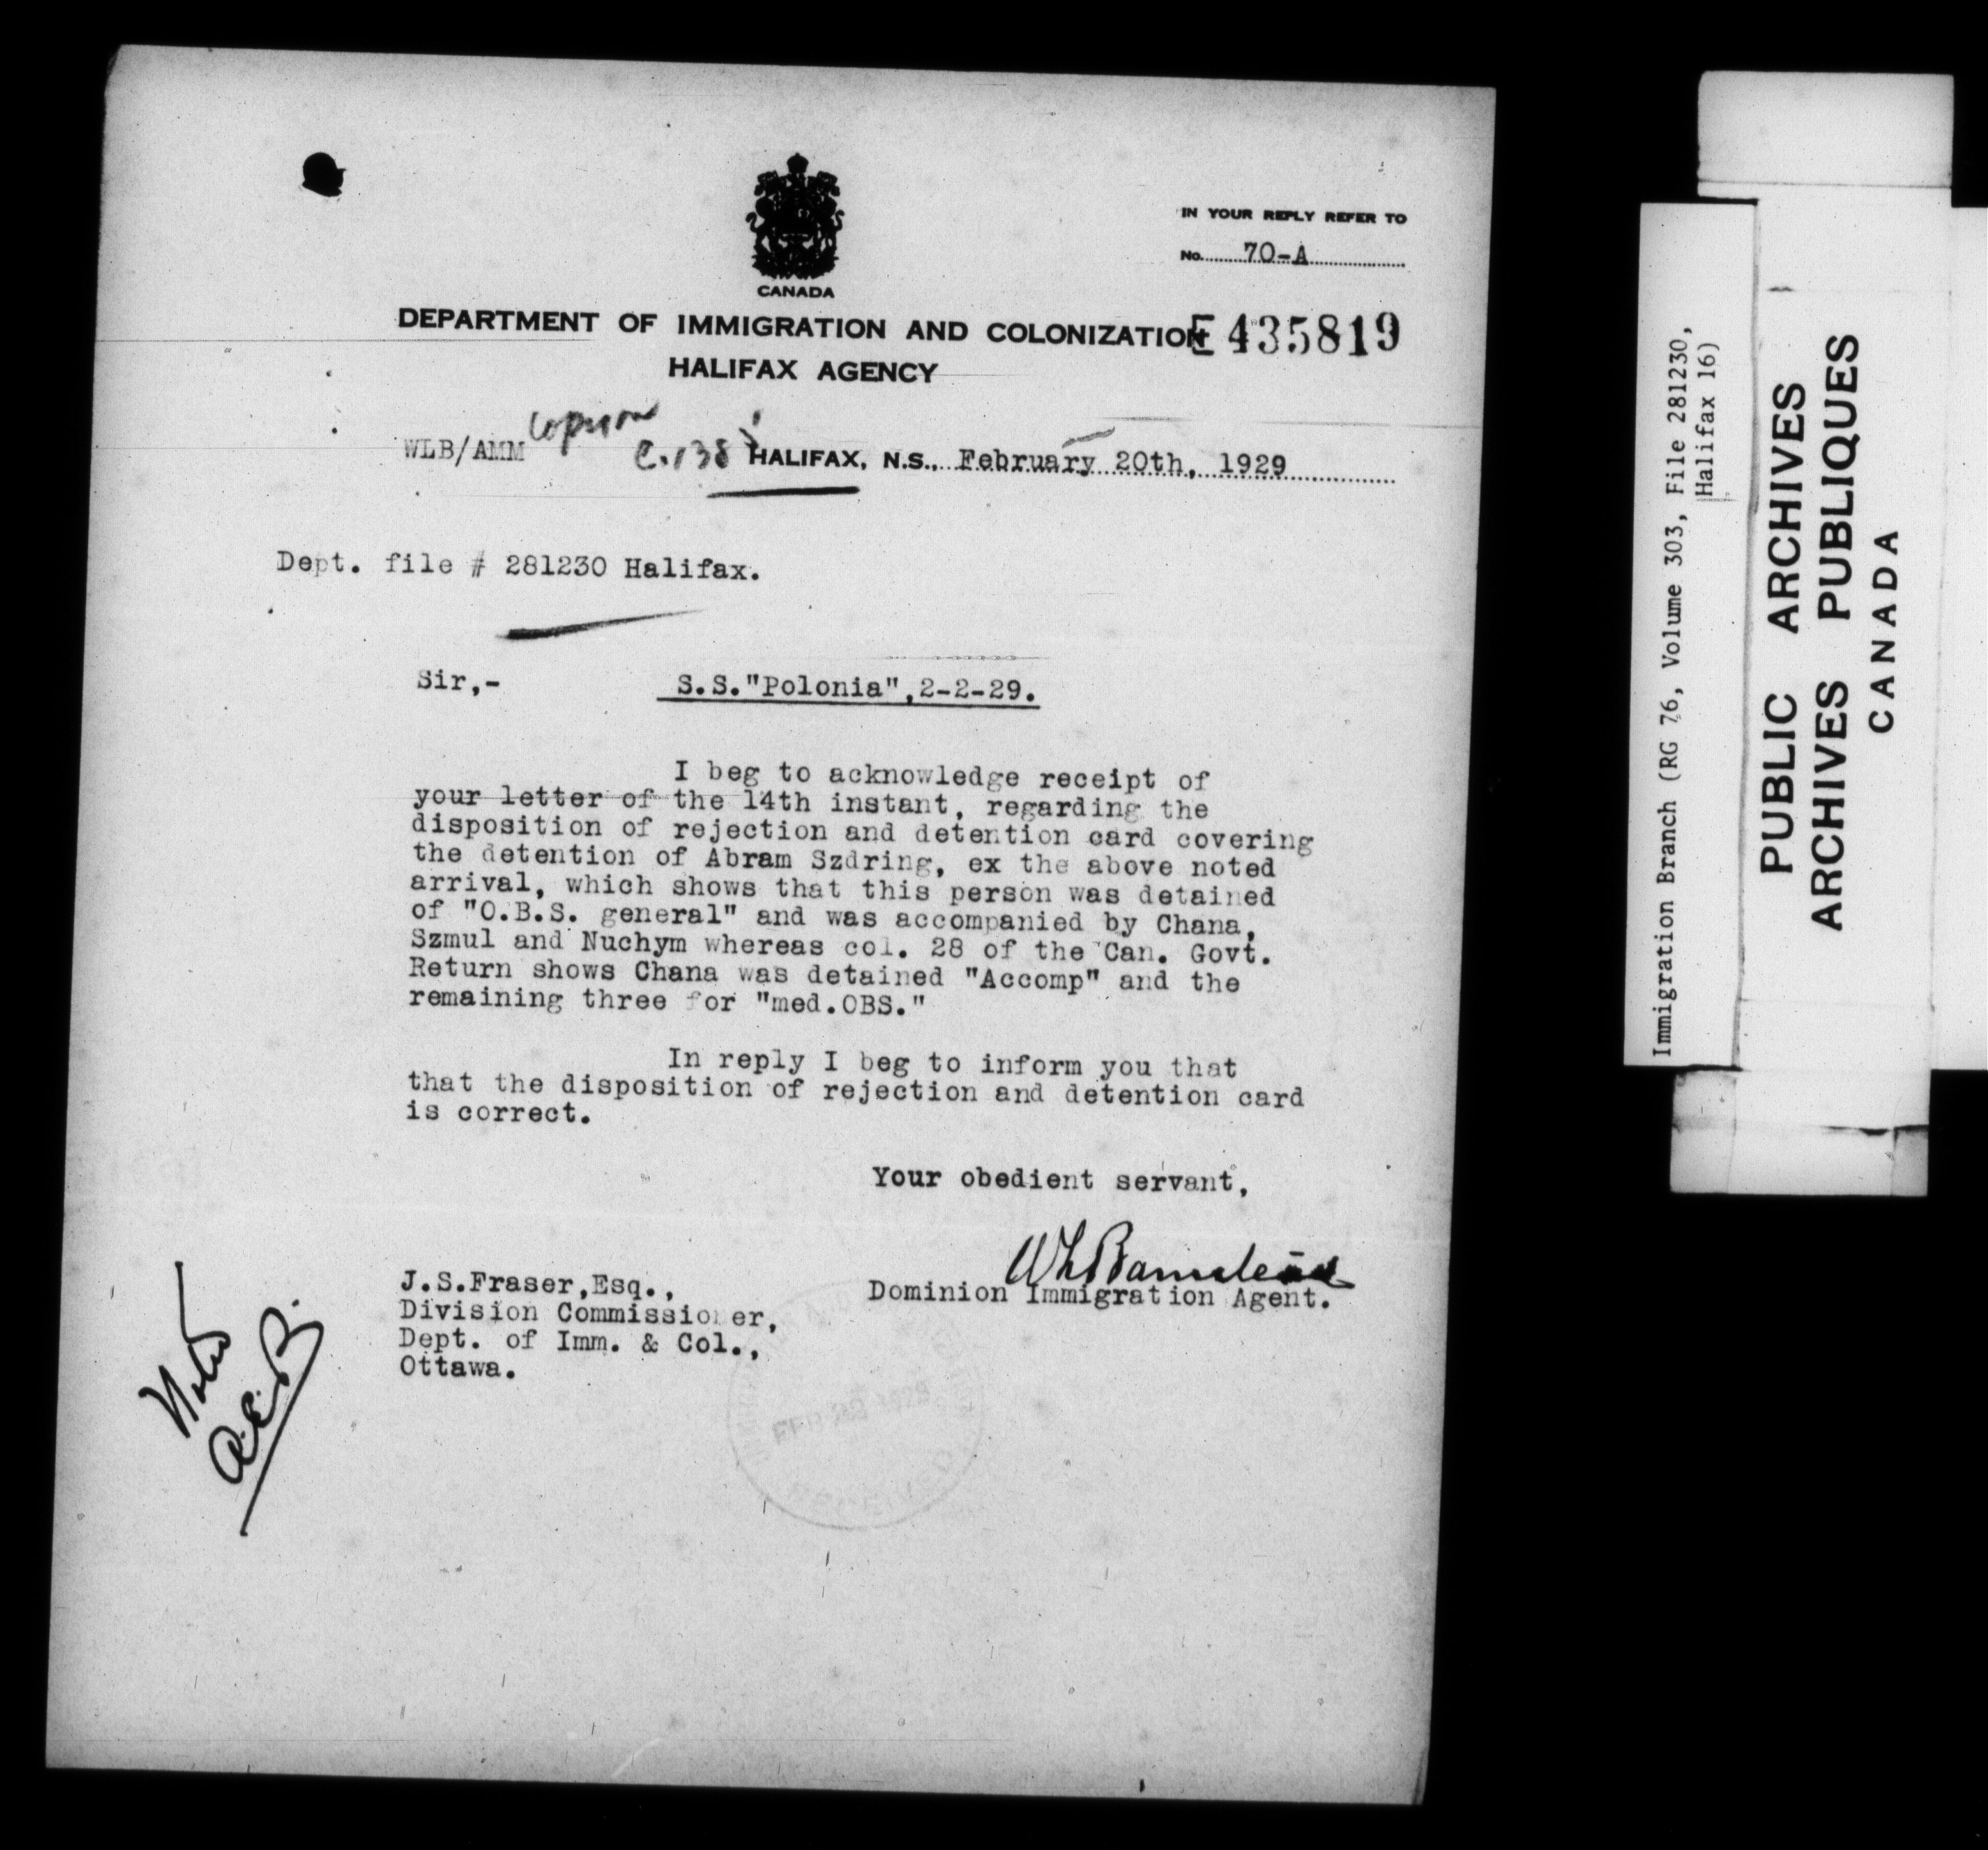 IN YOUR REPLY REFER TO
No. 70-A
CANADA
DEPARTMENT OF IMMIGRATION AND COLONIZATION
E435819
HALIFAX AGENCY
WLB/AMM
C.138
HALIFAX, N.S., February 20th, 1929
Dept. file # 281230 Halifax.
Sir,-
S.S."Polonia",2-2-29.
I beg to acknowledge receipt of
your letter of the 14th instant, regarding the
disposition of rejection and detention card covering
the detention of Abram Szdring, ex the above noted
arrival, which shows that this person was detained
of "O.B.S. general" and was accompanied by Chana,
Szmul and Nuchym whereas col. 28 of the Can. Govt.
Return shows Chana was detained "Accomp" and the
remaining three for "med.OBS."
In reply I beg to inform you that
that the disposition of rejection and detention card
is correct.
Your obedient servant,
WLBarnstead
Dominion Immigration Agent.
J.S.Fraser,Esq.,
Division Commissioner,
Dept. of Imm. & Col.,
Ottawa.
Noted
A.E.B.
FEB 22 1929
RECEIVED
Immigration Branch (RG 76, Volume 303, File 281230,
Halifax 16)
PUBLIC ARCHIVES
ARCHIVES PUBLIQUES
CANADA